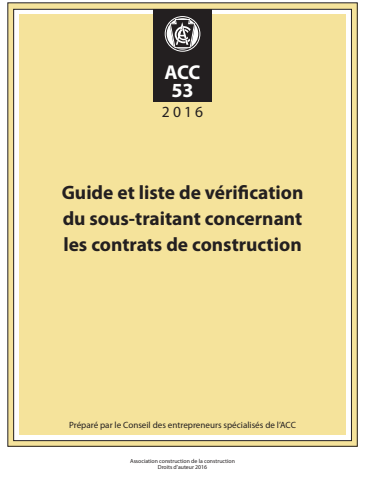 ACC
53
2016
Guide et liste de vérification
du sous-traitant concernant
les contrats de construction
Préparé par le Conseil des entrepreneurs spécialisés de l'ACC
Association construction de la construction
Droits d'auteur 2016